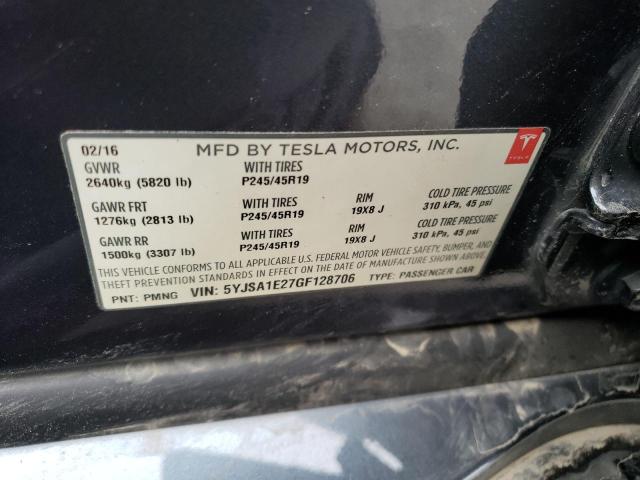 02/16 MFD BY TESLA MOTORS, INC.
TESLA
GVWR WITH TIRES
2640kg (5820 lb) P245/45R19
GAWR FRT WITH TIRES RIM COLD TIRE PRESSURE
1276kg (2813 lb) P245/45R19 19X8 J 310 kPa, 45 psi
GAWR RR WITH TIRES RIM COLD TIRE PRESSURE
1500kg (3307 lb) P245/45R19 19X8 J 310 kPa, 45 psi
THIS VEHICLE CONFORMS TO ALL APPLICABLE U.S. FEDERAL MOTOR VEHICLE SAFETY, BUMPER, AND
THEFT PREVENTION STANDARDS IN EFFECT ON THE DATE OF MANUFACTURE SHOWN ABOVE.
PNT: PMNG VIN: 5YJSA1E27GF128706 TYPE: PASSENGER CAR